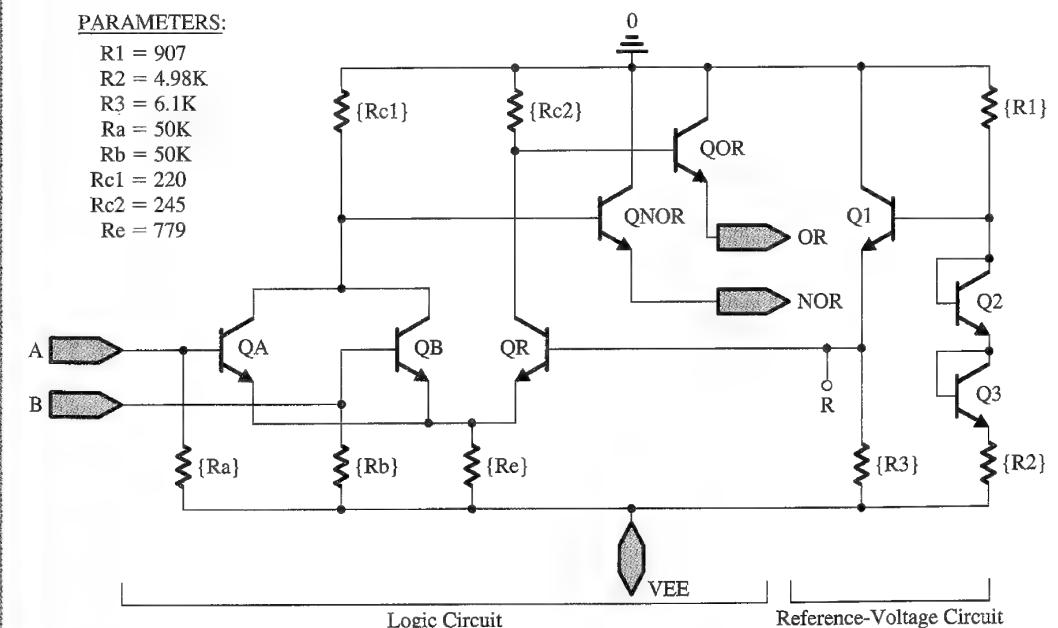 PARAMETERS:
R1 = 907
R2 = 4.98K
R3 = 6.1K
Ra = 50K
Rb = 50K
Rc1 = 220
Rc2 = 245
Re = 779
0
{Rc1}
{Rc2}
{R1}
QOR
QNOR
Q1
OR
NOR
Q2
A
QA
QB
QR
Q3
B
R
{Ra}
{Rb}
{Re}
{R3}
{R2}
VEE
Logic Circuit
Reference-Voltage Circuit